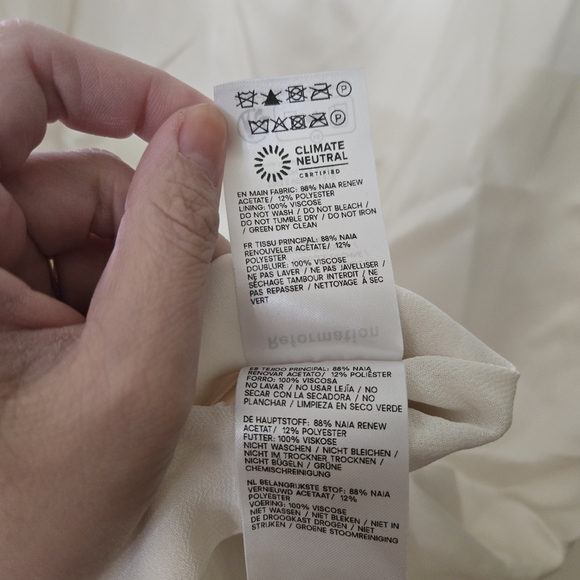 CLIMATE
NEUTRAL
CERTIFIED
EN MAIN FABRIC: 88% NAIA RENEW
ACETATE/ 12% POLYESTER
LINING: 100% VISCOSE
DO NOT WASH / DO NOT BLEACH /
DO NOT TUMBLE DRY / DO NOT IRON
/ GREEN DRY CLEAN
FR TISSU PRINCIPAL: 88% NAIA
RENOUVELER ACÉTATE/ 12%
POLYESTER
DOUBLURE: 100% VISCOSE
NE PAS LAVER / NE PAS JAVELLISER /
SÉCHAGE TAMBOUR INTERDIT / NE
PAS REPASSER / NETTOYAGE À SEC
VERT
Reformation
ES TEJIDO PRINCIPAL: 88% NAIA
RENOVAR ACETATO/ 12% POLIÉSTER
FORRO: 100% VISCOSA
NO LAVAR / NO USAR LEJÍA / NO
SECAR CON LA SECADORA / NO
PLANCHAR / LIMPIEZA EN SECO VERDE
DE HAUPTSTOFF: 88% NAIA RENEW
ACETAT/ 12% POLYESTER
FUTTER: 100% VISKOSE
NICHT WASCHEN / NICHT BLEICHEN /
NICHT IM TROCKNER TROCKNEN /
NICHT BÜGELN / GRÜNE
CHEMISCHREINIGUNG
NL BELANGRIJKSTE STOF: 88% NAIA
VERNIEUWD ACETAAT/ 12%
POLYESTER
VOERING: 100% VISCOSE
NIET WASSEN / NIET BLEKEN / NIET IN
DE DROOGKAST DROGEN / NIET
STRIJKEN / GROENE STOOMREINIGING